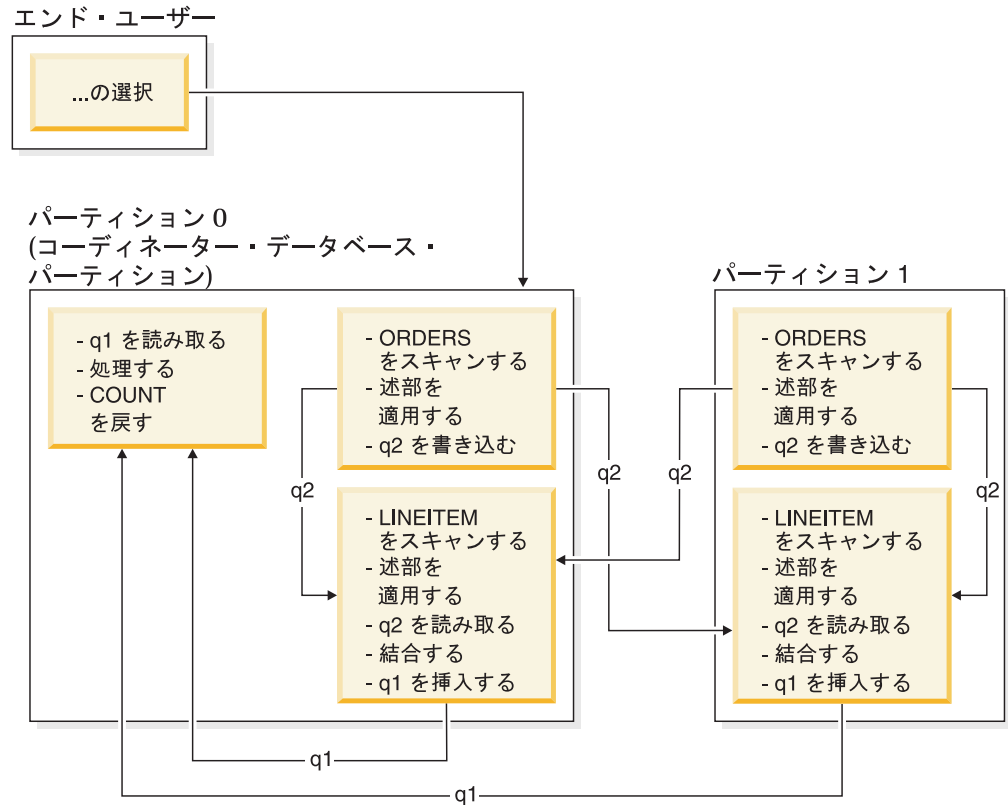 エンド・ユーザー
...の選択
パーティション 0
(コーディネーター・データベース・
パーティション)
- q1 を読み取る
- 処理する
- COUNT
を戻す
- ORDERS
をスキャンする
- 述部を
適用する
- q2 を書き込む
q2
- LINEITEM
をスキャンする
- 述部を
適用する
- q2 を読み取る
- 結合する
- q1 を挿入する
q2
q2
パーティション 1
- ORDERS
をスキャンする
- 述部を
適用する
- q2 を書き込む
q2
- LINEITEM
をスキャンする
- 述部を
適用する
- q2 を読み取る
- 結合する
- q1 を挿入する
q1
q1